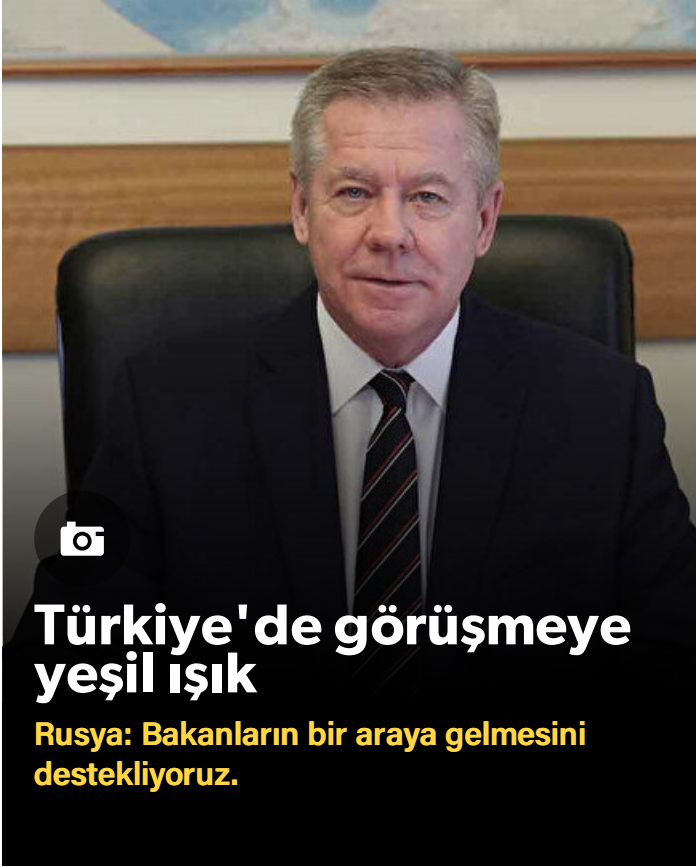 Türkiye'de görüşmeye
yeşil ışık
Rusya: Bakanların bir araya gelmesini
destekliyoruz.